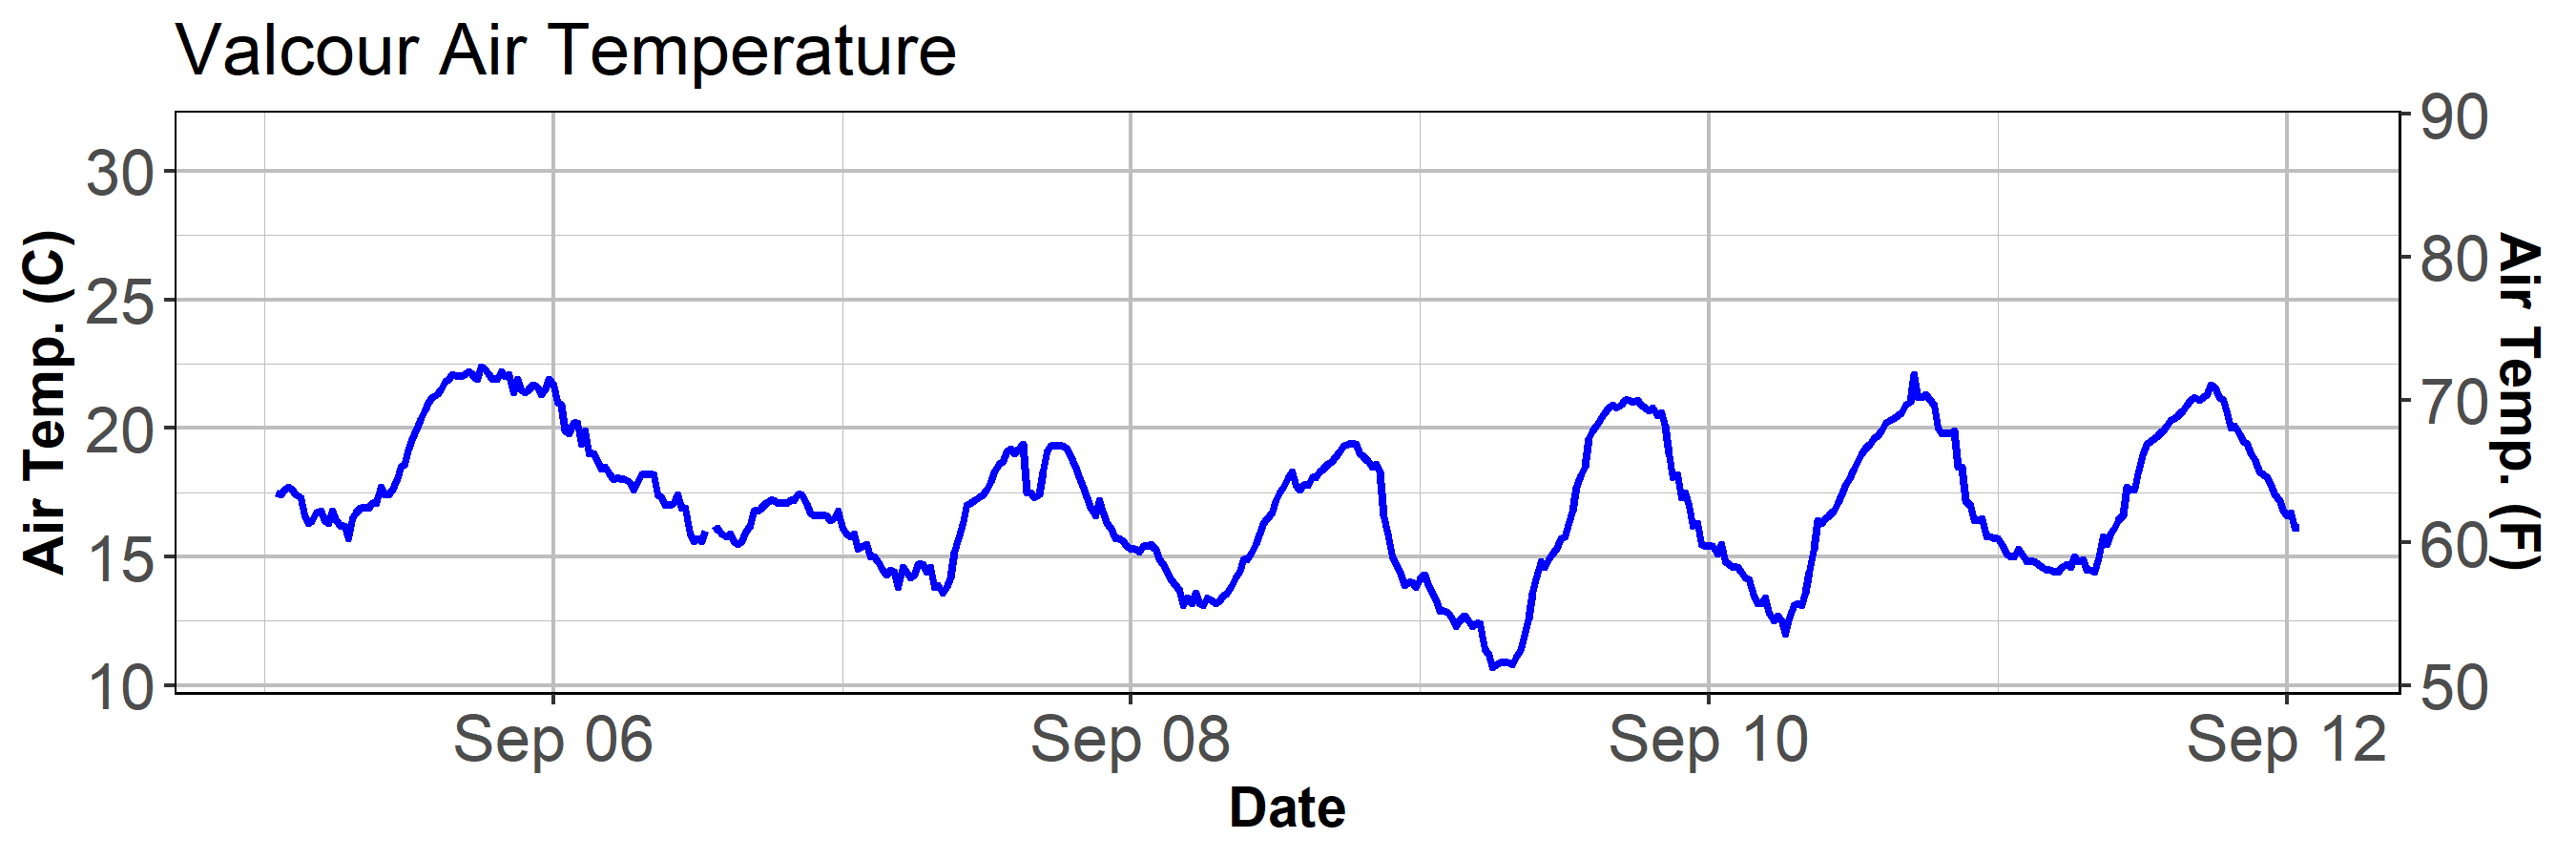 Valcour Air Temperature
Air Temp. (C)
30
25
20
15
10
90
80
70
60
50
Air Temp. (F)
Sep 06 Sep 08 Sep 10 Sep 12
Date